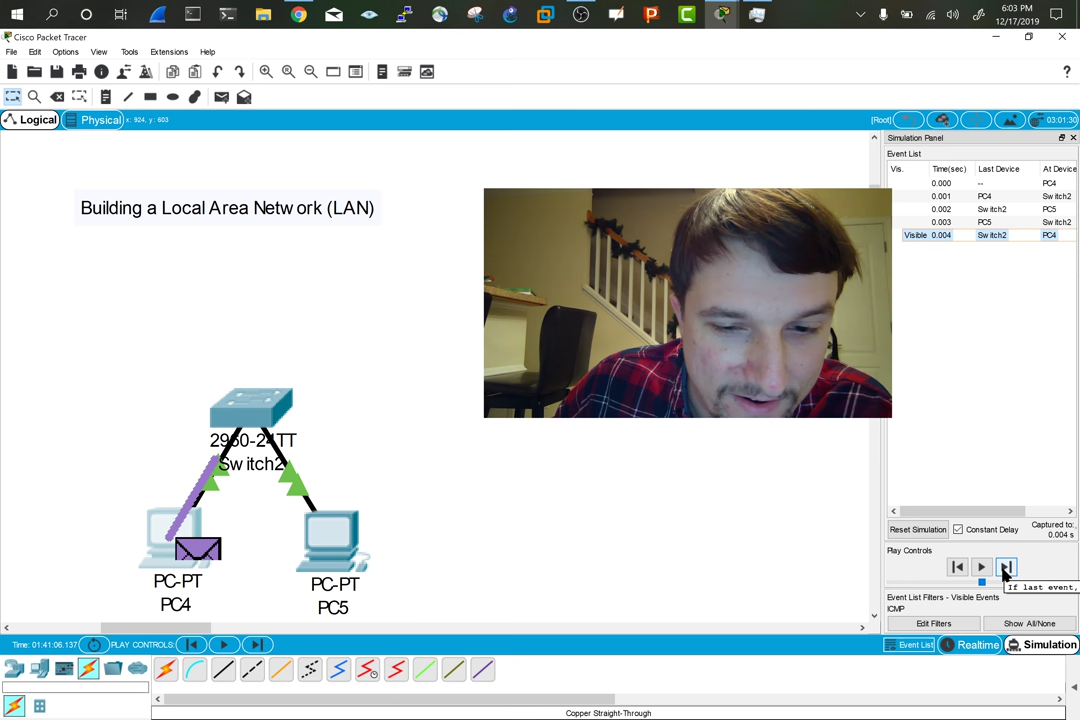 6:03 PM
12/17/2019
Cisco Packet Tracer
File Edit Options View Tools Extensions Help
?
Logical Physical x: 924, y: 603 [Root] 03:01:30
Simulation Panel
Event List
Vis. Time(sec) Last Device At Device
0.000 -- PC4
0.001 PC4 Switch2
0.002 Switch2 PC5
0.003 PC5 Switch2
Visible 0.004 Switch2 PC4
Building a Local Area Network (LAN)
2960-24TT
Switch2
PC-PT
PC4
PC-PT
PC5
Reset Simulation Constant Delay Captured to:
0.004 s
Play Controls
If last event,
Event List Filters - Visible Events
ICMP
Edit Filters Show All/None
Time: 01:41:06.137 PLAY CONTROLS: Event List Realtime Simulation
Copper Straight-Through